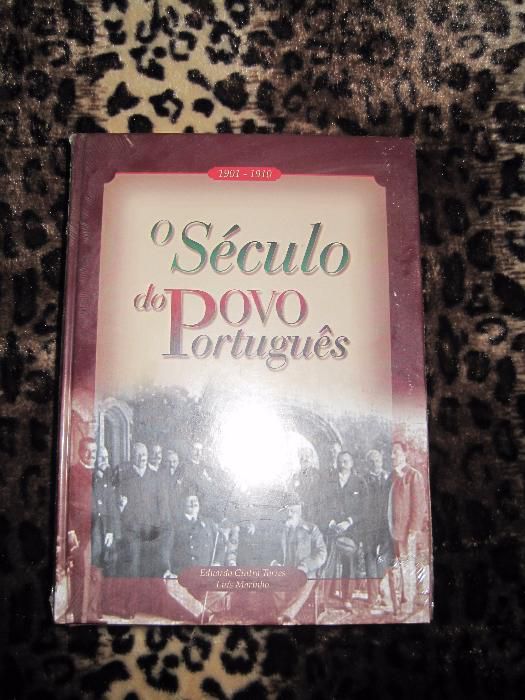 1901 - 1910
O Século
do Povo
Português
Eduardo Cintra Torres
Luís Marinho